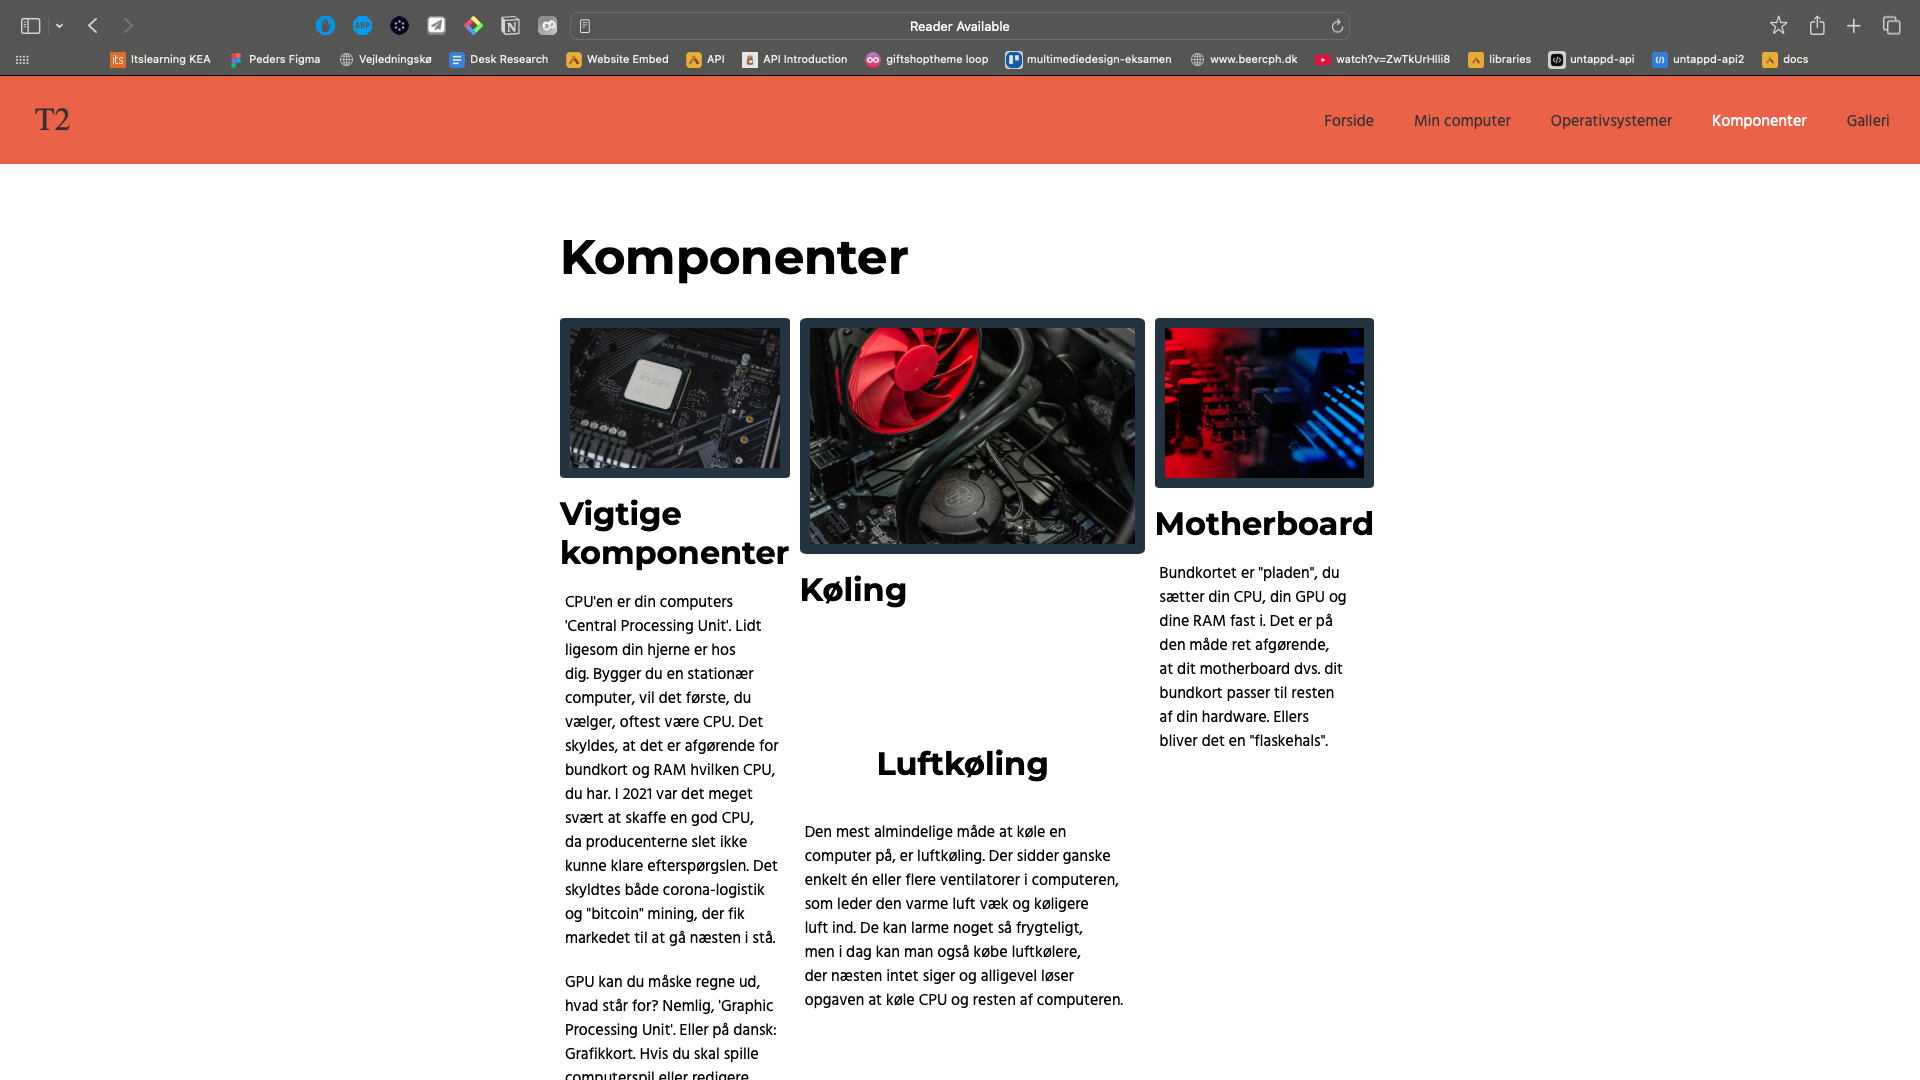 Reader Available
Itslearning KEA
Peders Figma
Vejledningskø
Desk Research
Website Embed
API
API Introduction
giftshoptheme loop
multimediedesign-eksamen
www.beercph.dk
watch?v=ZwTkUrHlli8
libraries
untappd-api
untappd-api2
docs
T2
Forside
Min computer
Operativsystemer
Komponenter
Galleri
Komponenter
RYZEN
Vigtige
komponenter
CPU'en er din computers
'Central Processing Unit'. Lidt
ligesom din hjerne er hos
dig. Bygger du en stationær
computer, vil det første, du
vælger, oftest være CPU. Det
skyldes, at det er afgørende for
bundkort og RAM hvilken CPU,
du har. I 2021 var det meget
svært at skaffe en god CPU,
da producenterne slet ikke
kunne klare efterspørgslen. Det
skyldtes både corona-logistik
og "bitcoin" mining, der fik
markedet til at gå næsten i stå.
GPU kan du måske regne ud,
hvad står for? Nemlig, 'Graphic
Processing Unit'. Eller på dansk:
Grafikkort. Hvis du skal spille
computerspil eller redigere
Køling
Luftkøling
Den mest almindelige måde at køle en
computer på, er luftkøling. Der sidder ganske
enkelt én eller flere ventilatorer i computeren,
som leder den varme luft væk og køligere
luft ind. De kan larme noget så frygteligt,
men i dag kan man også købe luftkølere,
der næsten intet siger og alligevel løser
opgaven at køle CPU og resten af computeren.
Motherboard
Bundkortet er "pladen", du
sætter din CPU, din GPU og
dine RAM fast i. Det er på
den måde ret afgørende,
at dit motherboard dvs. dit
bundkort passer til resten
af din hardware. Ellers
bliver det en "flaskehals".